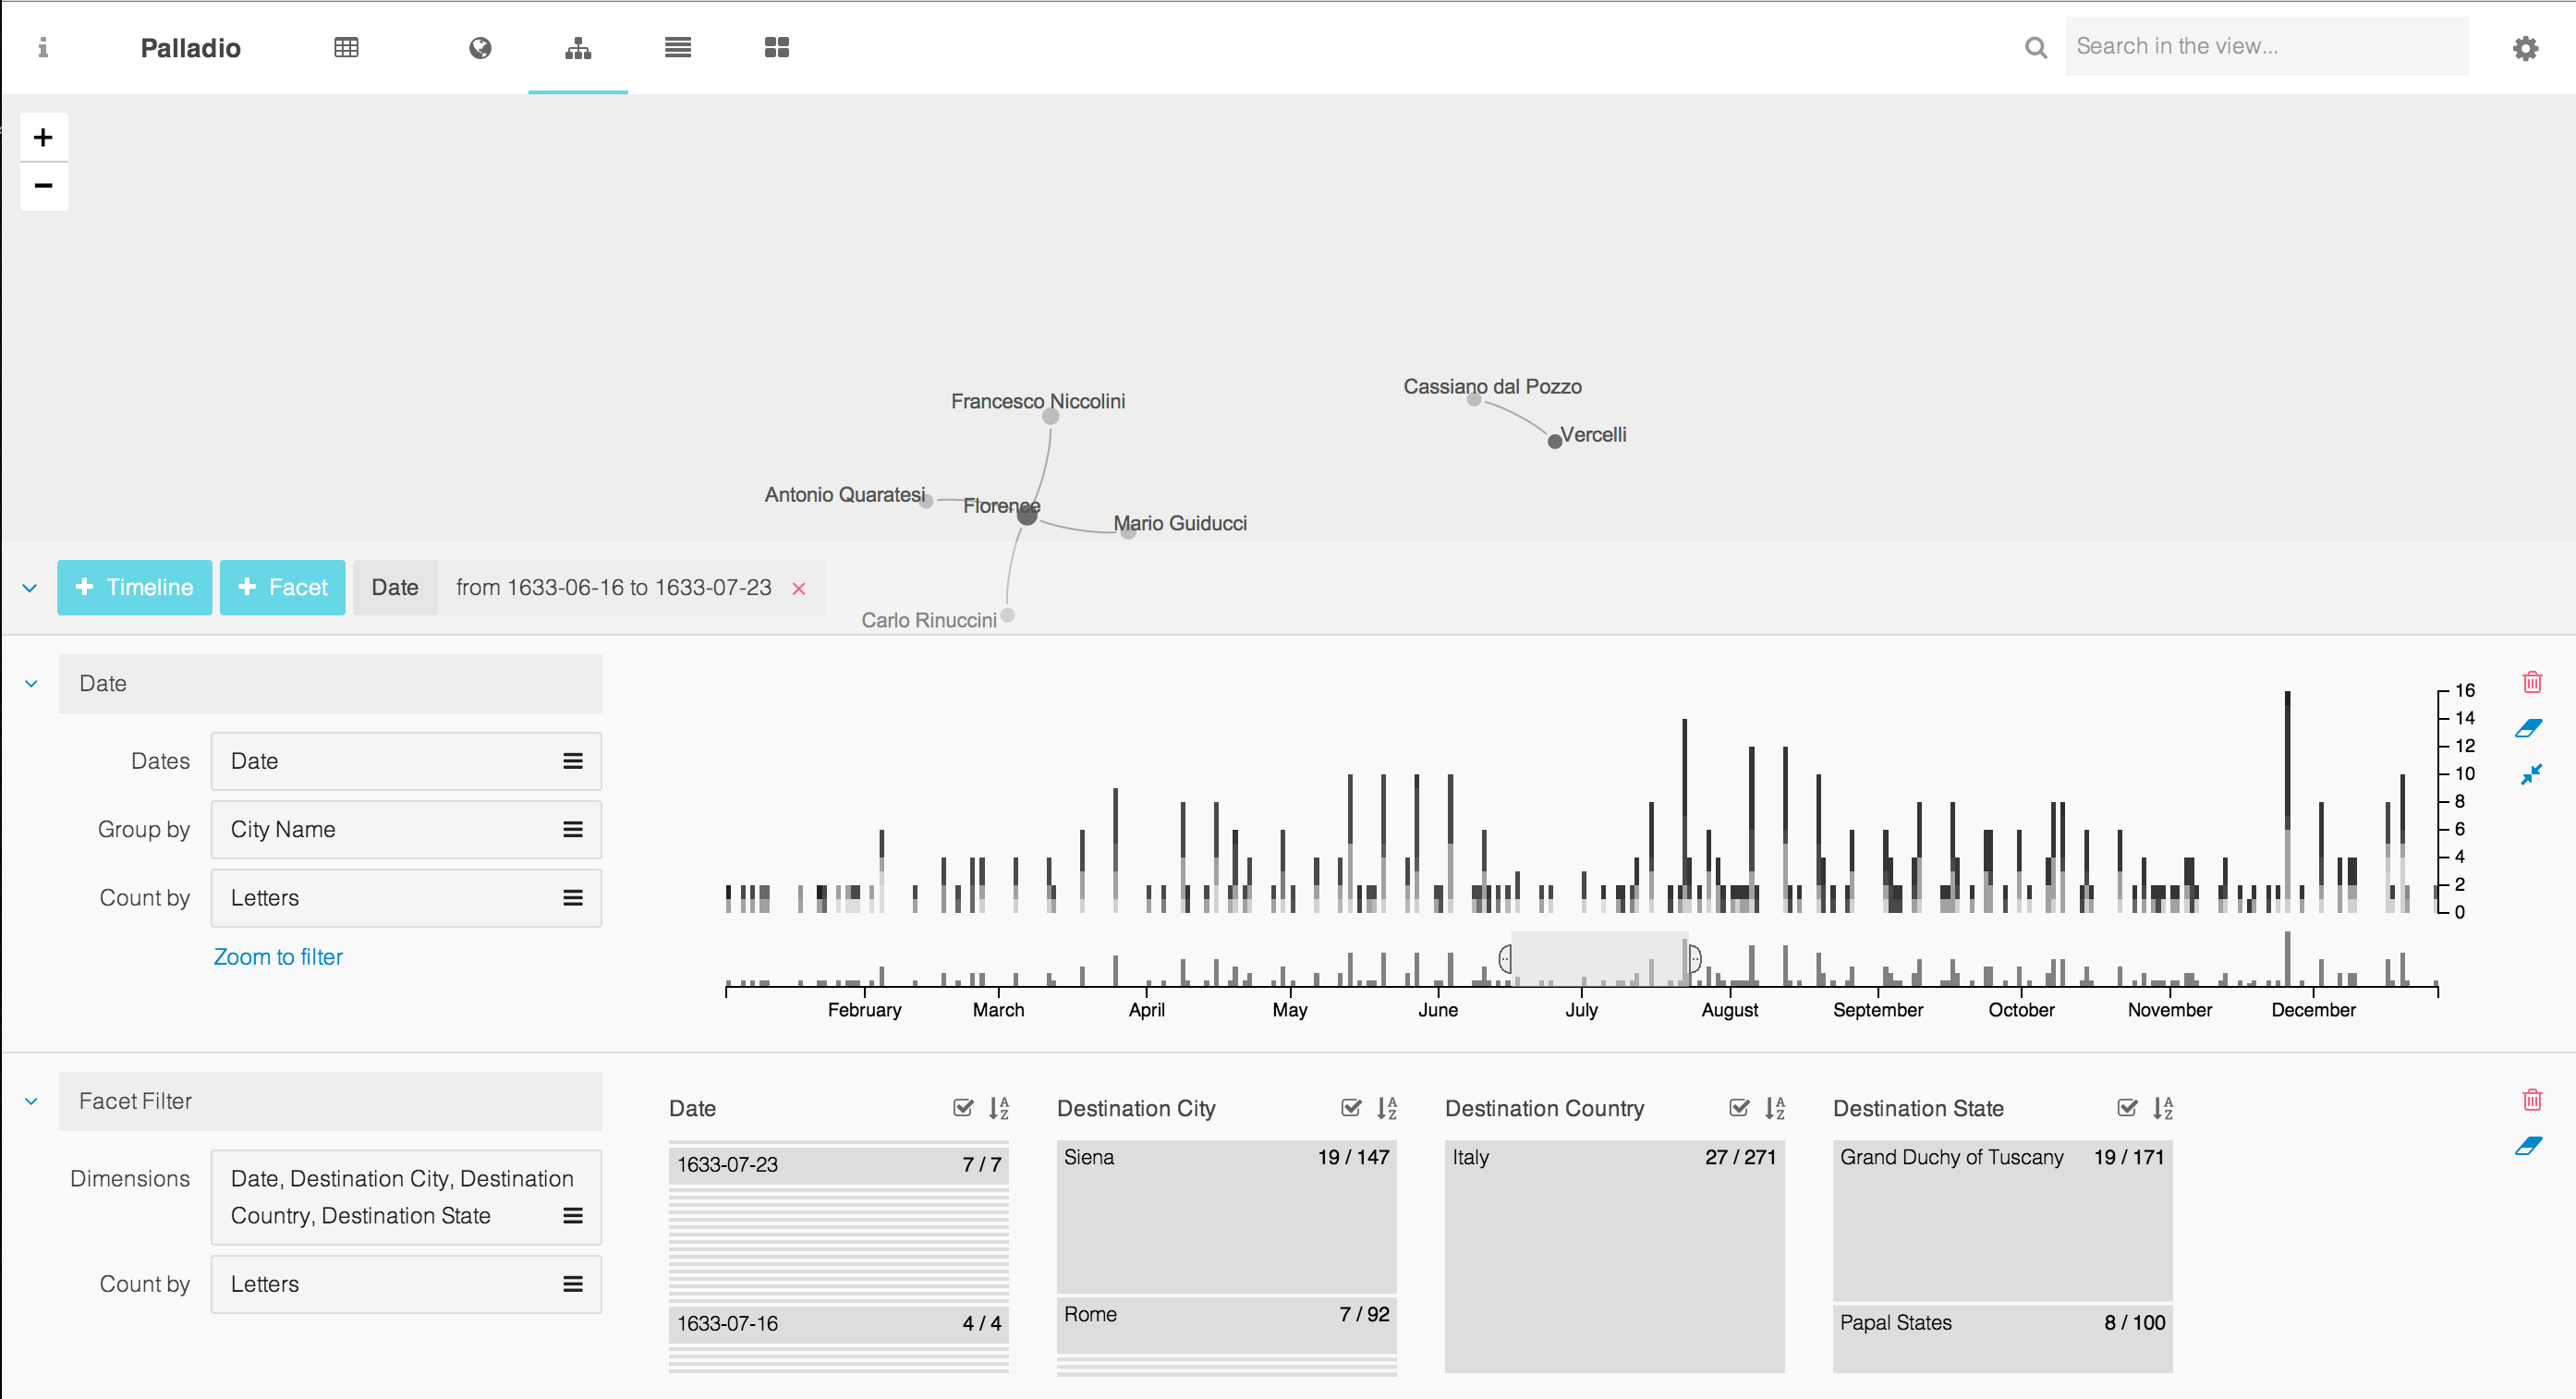 Palladio
Search in the view...
+
−
Francesco Niccolini
Cassiano dal Pozzo
Vercelli
Antonio Quaratesi
Florence
Mario Guiducci
+ Timeline
+ Facet
Date
from 1633-06-16 to 1633-07-23 ×
Carlo Rinuccini
Date
Dates Date
Group by City Name
Count by Letters
Zoom to filter
16
14
12
10
8
6
4
2
0
February March April May June July August September October November December
Facet Filter
Dimensions Date, Destination City, Destination
Country, Destination State
Count by Letters
Date
1633-07-23 7 / 7
1633-07-16 4 / 4
Destination City
Siena 19 / 147
Rome 7 / 92
Destination Country
Italy 27 / 271
Destination State
Grand Duchy of Tuscany 19 / 171
Papal States 8 / 100